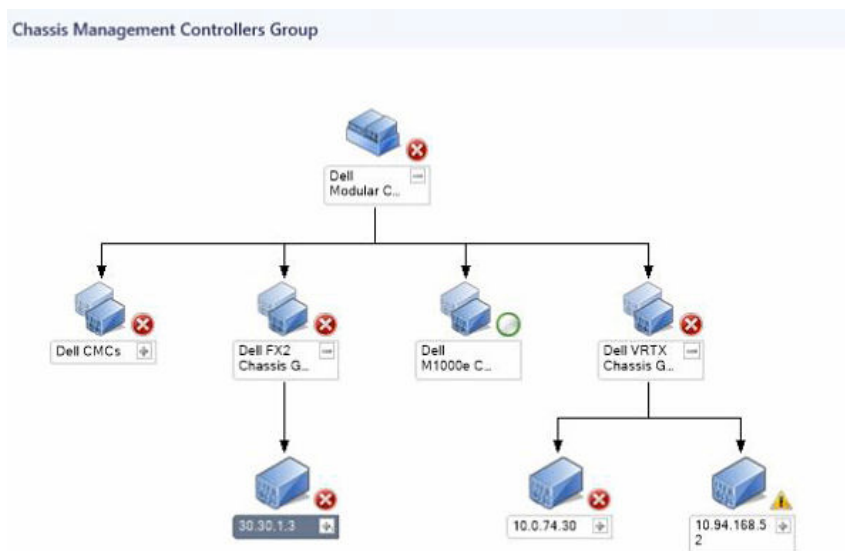 Chassis Management Controllers Group
Dell
Modular C...
Dell CMCs
Dell FX2
Chassis G...
Dell
M1000e C...
Dell VRTX
Chassis G...
30.30.1.3
10.0.74.30
10.94.168.5
2